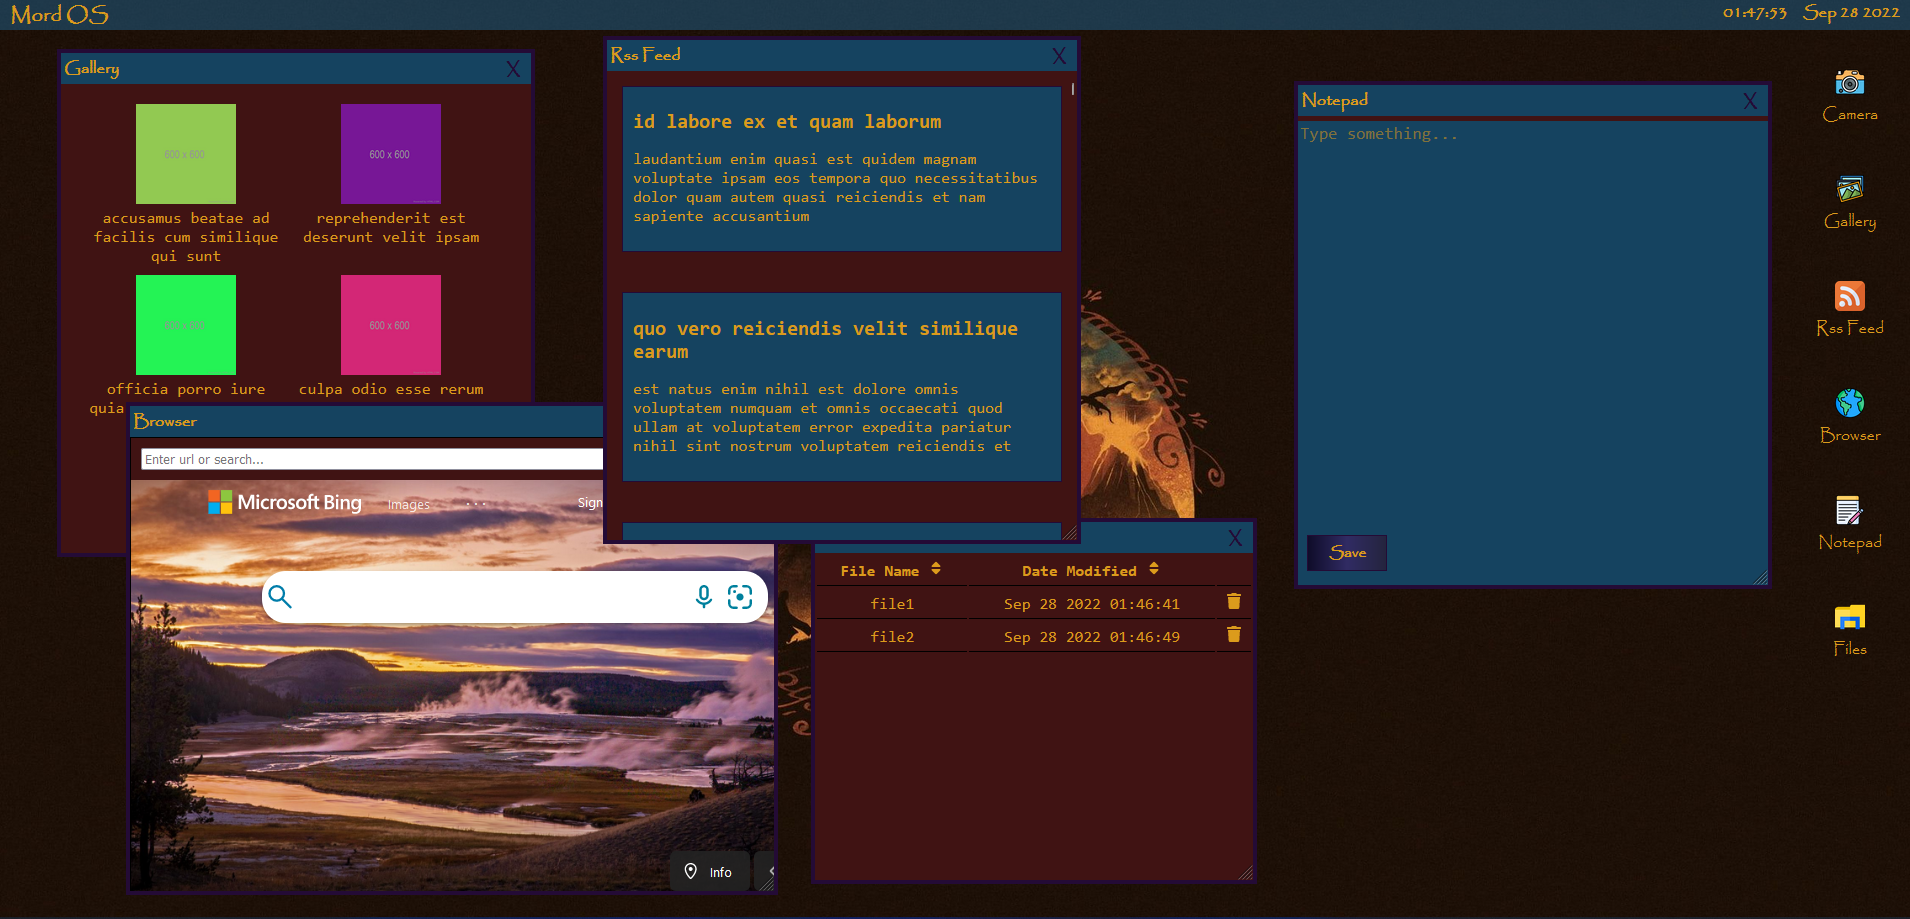 Mord OS
01:47:53 Sep 28 2022
Gallery X
600 x 600
600 x 600
accusamus beatae ad
facilis cum similique
qui sunt
reprehenderit est
deserunt velit ipsam
600 x 600
600 x 600
officia porro iure
quia
culpa odio esse rerum
Rss Feed X
id labore ex et quam laborum
laudantium enim quasi est quidem magnam
voluptate ipsam eos tempora quo necessitatibus
dolor quam autem quasi reiciendis et nam
sapiente accusantium
quo vero reiciendis velit similique
earum
est natus enim nihil est dolore omnis
voluptatem numquam et omnis occaecati quod
ullam at voluptatem error expedita pariatur
nihil sint nostrum voluptatem reiciendis et
Browser
Enter url or search...
Microsoft Bing Images ... Sign
Info
X
File Name Date Modified
file1 Sep 28 2022 01:46:41
file2 Sep 28 2022 01:46:49
Notepad X
Type something...
Save
Camera
Gallery
Rss Feed
Browser
Notepad
Files